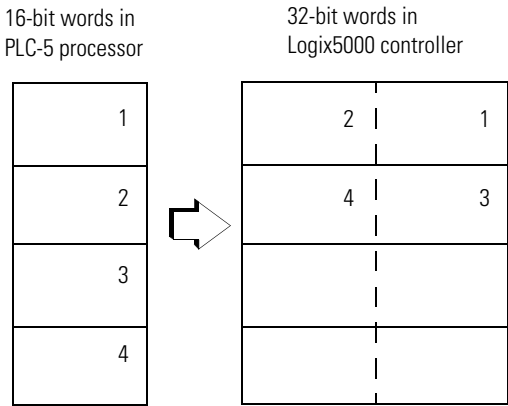 16-bit words in
PLC-5 processor
32-bit words in
Logix5000 controller
1
2
3
4
2 1
4 3